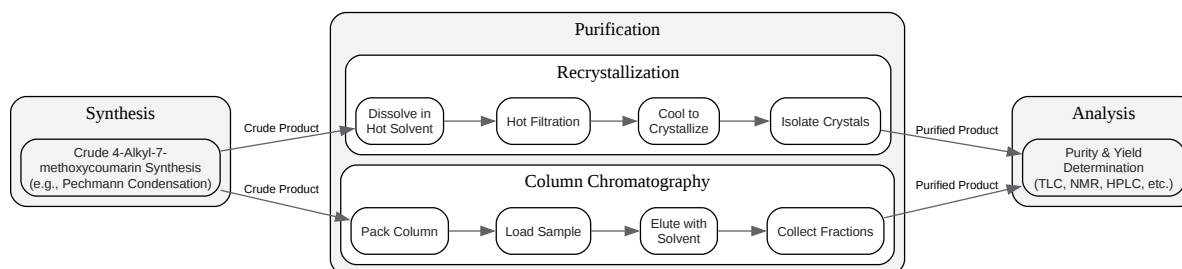 Purification
Recrystallization
Synthesis
Analysis
Dissolve in
Hot Solvent
Hot Filtration
Cool to
Crystallize
Isolate Crystals
Crude Product
Purified Product
Crude 4-Alkyl-7-
methoxycoumarin Synthesis
(e.g., Pechmann Condensation)
Purity & Yield
Determination
(TLC, NMR, HPLC, etc.)
Column Chromatography
Crude Product
Purified Product
Pack Column
Load Sample
Elute with
Solvent
Collect Fractions